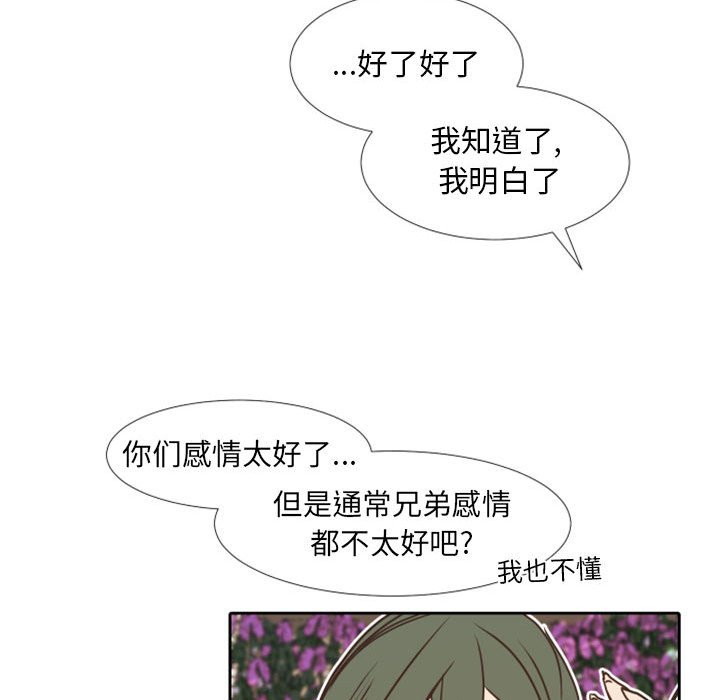 ...好了好了
我知道了,
我明白了
你们感情太好了...
但是通常兄弟感情
都不太好吧?
我也不懂